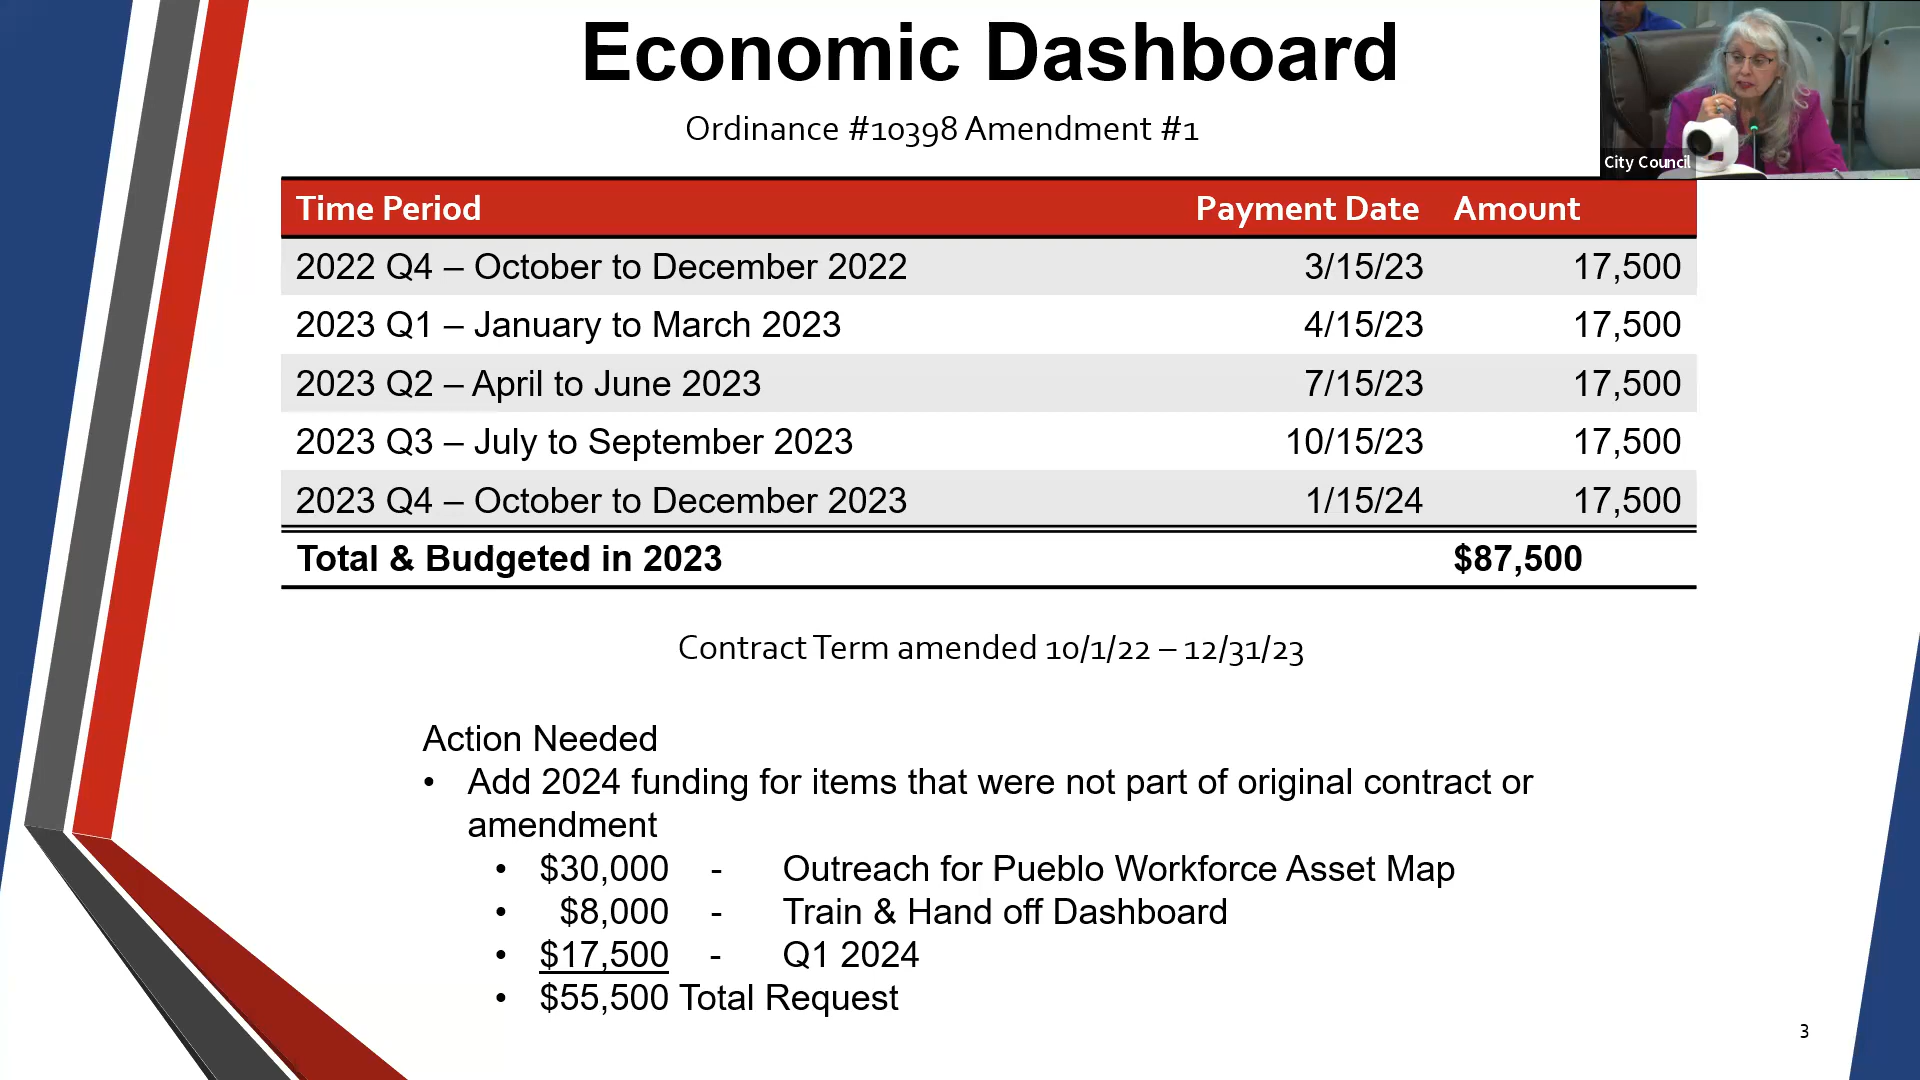 Economic Dashboard
Ordinance #10398 Amendment #1
City Council
Time Period Payment Date Amount
2022 Q4 – October to December 2022 3/15/23 17,500
2023 Q1 – January to March 2023 4/15/23 17,500
2023 Q2 – April to June 2023 7/15/23 17,500
2023 Q3 – July to September 2023 10/15/23 17,500
2023 Q4 – October to December 2023 1/15/24 17,500
Total & Budgeted in 2023 $87,500
Contract Term amended 10/1/22 – 12/31/23
Action Needed
• Add 2024 funding for items that were not part of original contract or
amendment
• $30,000 - Outreach for Pueblo Workforce Asset Map
• $8,000 - Train & Hand off Dashboard
• $17,500 - Q1 2024
• $55,500 Total Request
3